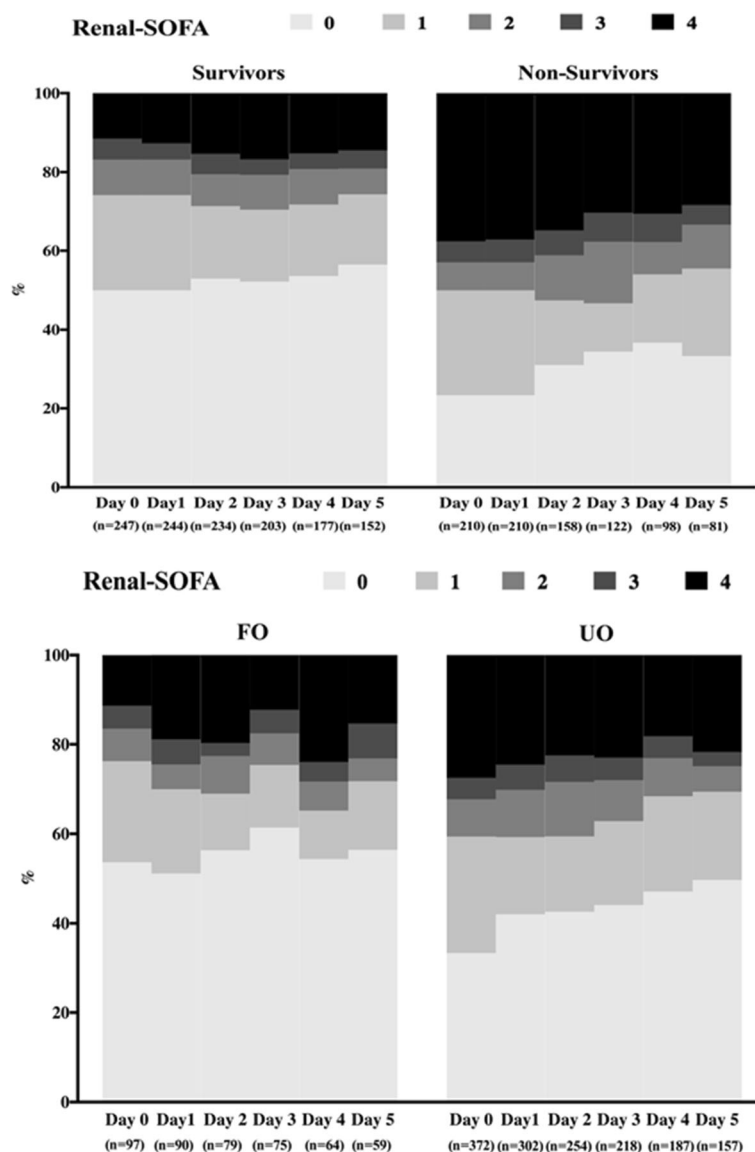 Renal-SOFA 0 1 2 3 4
Survivors Non-Survivors
100
80
60
%
40
20
0
Day 0 Day1 Day 2 Day 3 Day 4 Day 5 Day 0 Day1 Day 2 Day 3 Day 4 Day 5
(n=247) (n=244) (n=234) (n=203) (n=177) (n=152) (n=210) (n=210) (n=158) (n=122) (n=98) (n=81)
Renal-SOFA 0 1 2 3 4
FO UO
100
80
60
%
40
20
0
Day 0 Day1 Day 2 Day 3 Day 4 Day 5 Day 0 Day1 Day 2 Day 3 Day 4 Day 5
(n=97) (n=90) (n=79) (n=75) (n=64) (n=59) (n=372) (n=302) (n=254) (n=218) (n=187) (n=157)